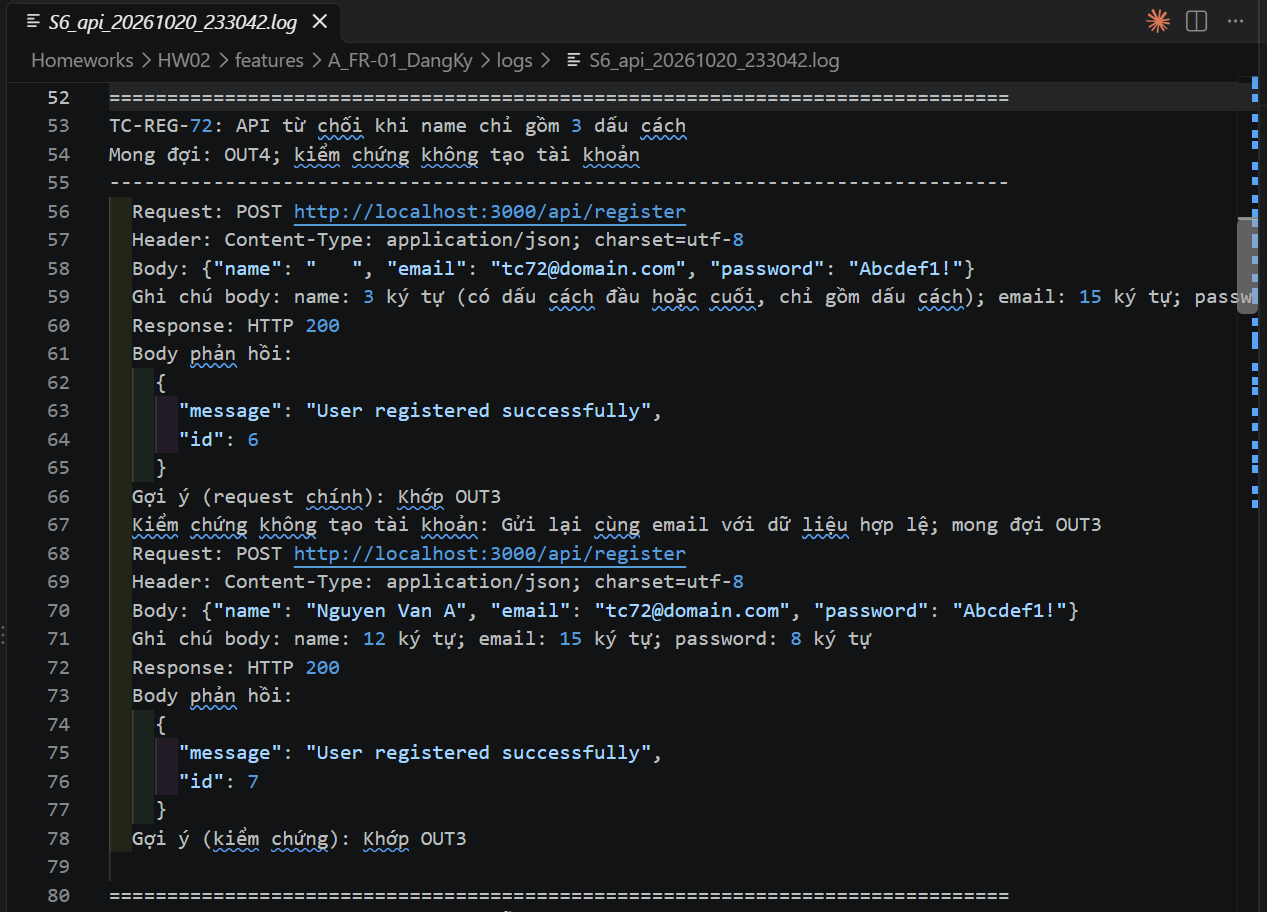 S6_api_20261020_233042.log
Homeworks > HW02 > features > A_FR-01_DangKy > logs > S6_api_20261020_233042.log
52 ==============================================================================
53 TC-REG-72: API từ chối khi name chỉ gồm 3 dấu cách
54 Mong đợi: OUT4; kiểm chứng không tạo tài khoản
55 ------------------------------------------------------------------------------
56 Request: POST http://localhost:3000/api/register
57 Header: Content-Type: application/json; charset=utf-8
58 Body: {"name": "   ", "email": "tc72@domain.com", "password": "Abcdef1!"}
59 Ghi chú body: name: 3 ký tự (có dấu cách đầu hoặc cuối, chỉ gồm dấu cách); email: 15 ký tự; passw
60 Response: HTTP 200
61 Body phản hồi:
62 {
63 "message": "User registered successfully",
64 "id": 6
65 }
66 Gợi ý (request chính): Khớp OUT3
67 Kiểm chứng không tạo tài khoản: Gửi lại cùng email với dữ liệu hợp lệ; mong đợi OUT3
68 Request: POST http://localhost:3000/api/register
69 Header: Content-Type: application/json; charset=utf-8
70 Body: {"name": "Nguyen Van A", "email": "tc72@domain.com", "password": "Abcdef1!"}
71 Ghi chú body: name: 12 ký tự; email: 15 ký tự; password: 8 ký tự
72 Response: HTTP 200
73 Body phản hồi:
74 {
75 "message": "User registered successfully",
76 "id": 7
77 }
78 Gợi ý (kiểm chứng): Khớp OUT3
79
80 ==============================================================================